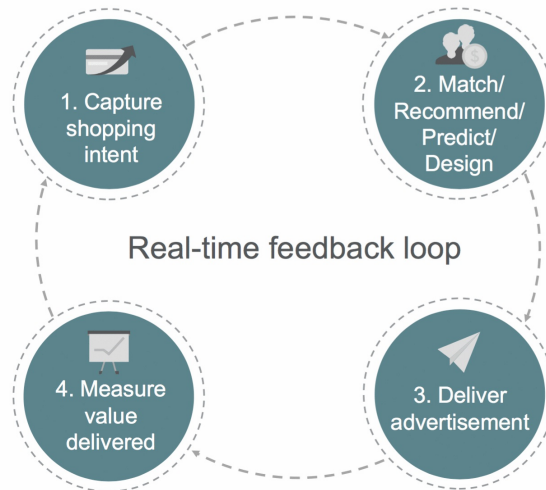 1. Capture
shopping
intent
2. Match/
Recommend/
Predict/
Design
$
Real-time feedback loop
4. Measure
value
delivered
3. Deliver
advertisement